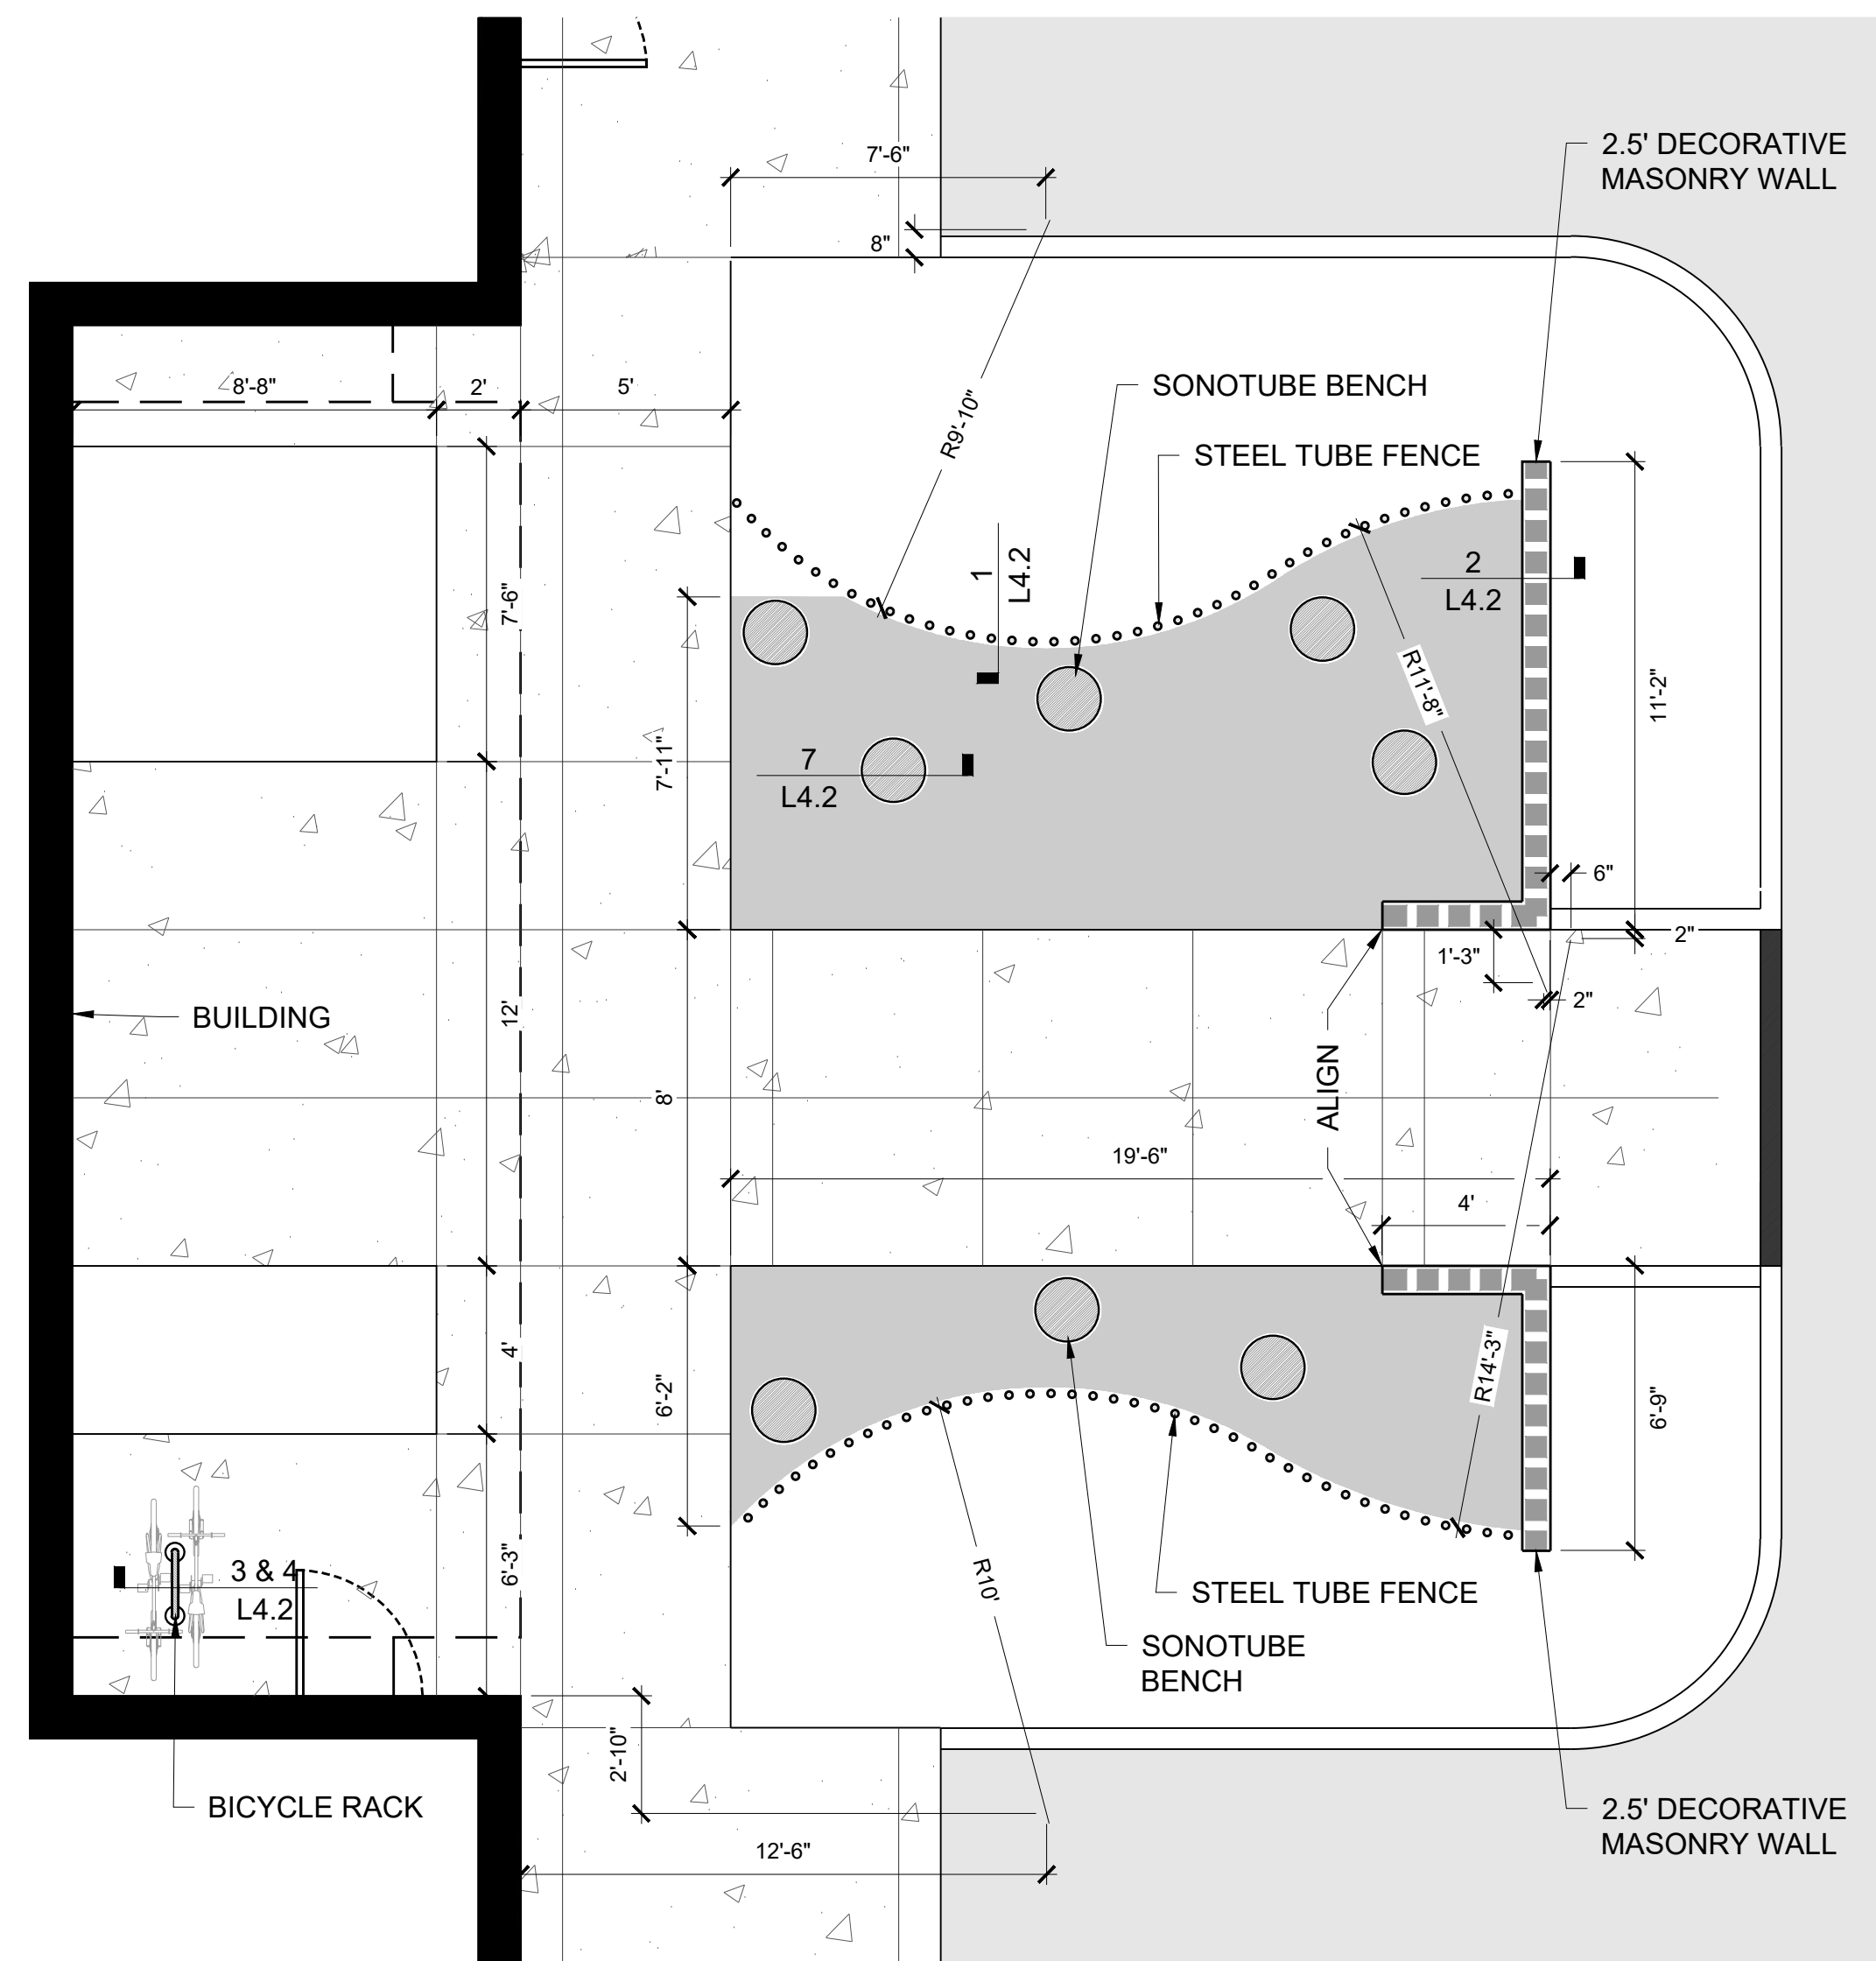 7'-6"
2.5' DECORATIVE
MASONRY WALL
8"
8'-8"
2'
5'
SONOTUBE BENCH
R9'-10"
STEEL TUBE FENCE
1
L4.2
2
L4.2
7'-6"
R11'-8"
11'-2"
7'-11"
7
L4.2
6"
2"
1'-3"
2"
BUILDING
12'
ALIGN
8'
19'-6"
4'
4'
R14'-3"
6'-2"
6'-9"
3 & 4
L4.2
6'-3"
R10'
STEEL TUBE FENCE
SONOTUBE
BENCH
2'-10"
BICYCLE RACK
12'-6"
2.5' DECORATIVE
MASONRY WALL